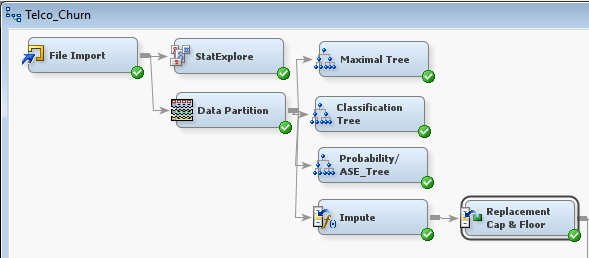 Telco_Churn
File Import
StatExplore
Maximal Tree
Data Partition
Classification
Tree
Probability/
ASE_Tree
Impute
Replacement
Cap & Floor